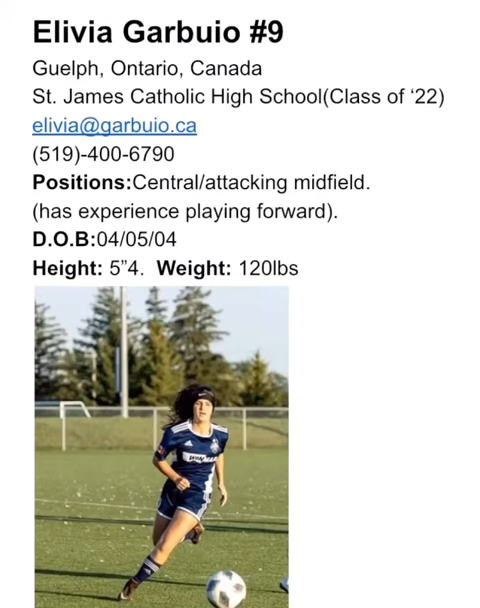 Elivia Garbuio #9
Guelph, Ontario, Canada
St. James Catholic High School(Class of ‘22)
elivia@garbuio.ca
(519)-400-6790
Positions:Central/attacking midfield.
(has experience playing forward).
D.O.B:04/05/04
Height: 5”4.  Weight: 120lbs